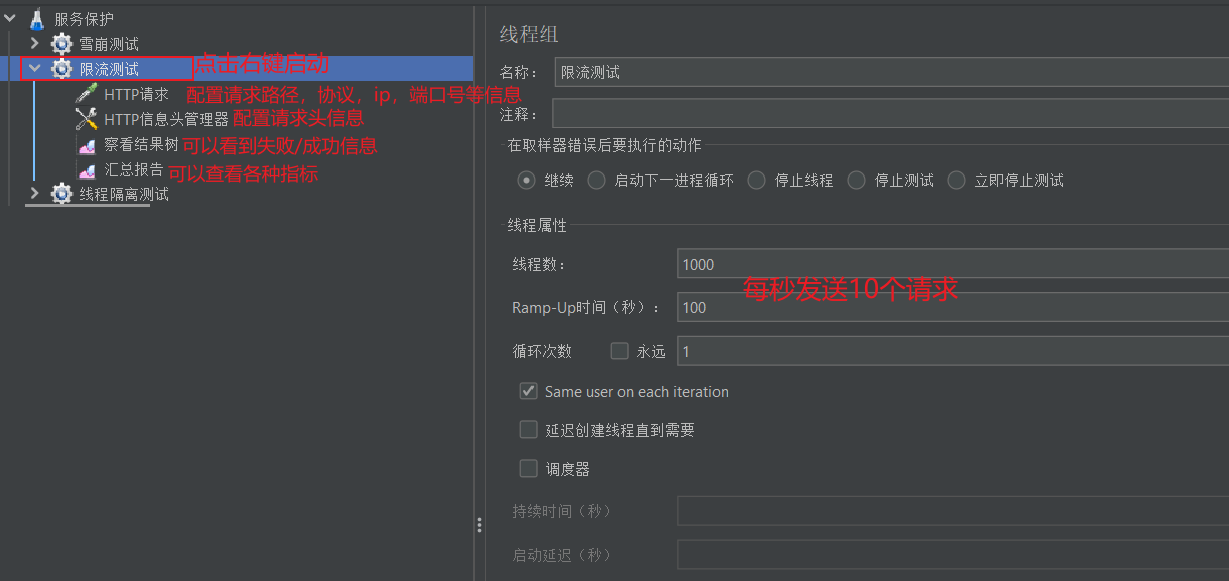 服务保护
雪崩测试
限流测试 点击右键启动
HTTP请求 配置请求路径，协议，ip，端口号等信息
HTTP信息头管理器 配置请求头信息
察看结果树 可以看到失败/成功信息
汇总报告 可以查看各种指标
线程隔离测试
线程组
名称： 限流测试
注释：
在取样器错误后要执行的动作
继续 启动下一进程循环 停止线程 停止测试 立即停止测试
线程属性
线程数： 1000
每秒发送10个请求
Ramp-Up时间（秒）： 100
循环次数 永远 1
Same user on each iteration
延迟创建线程直到需要
调度器
持续时间（秒）
启动延迟（秒）